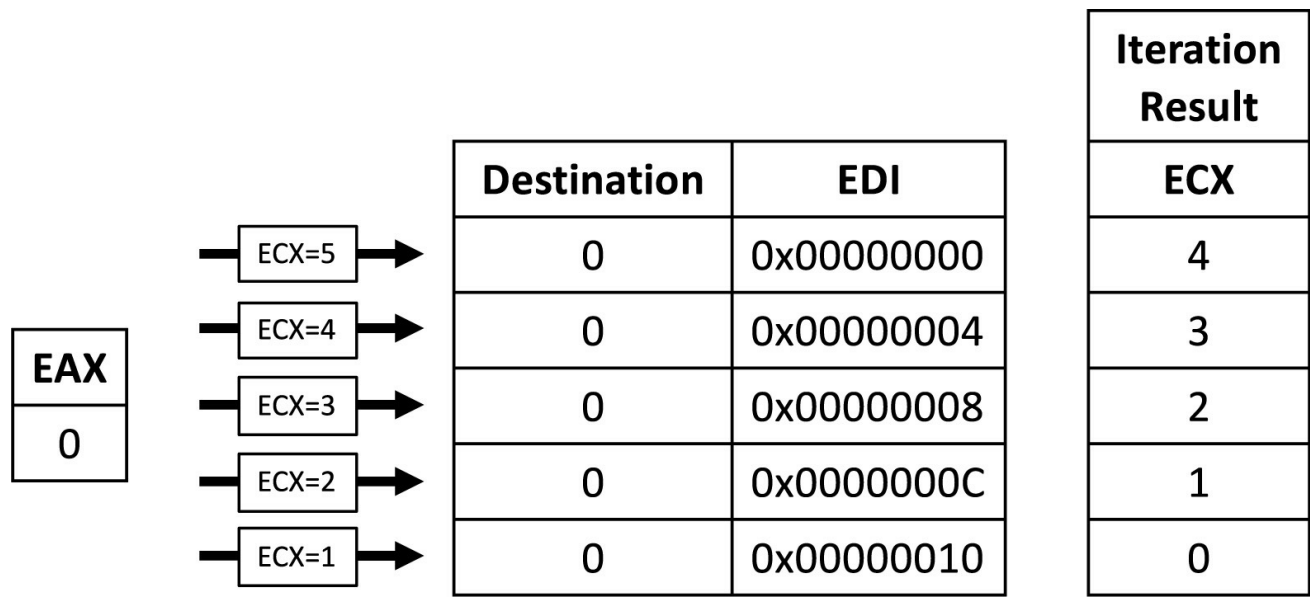 Iteration
Result
Destination EDI ECX
ECX=5 0 0x00000000 4
ECX=4 0 0x00000004 3
EAX
ECX=3 0 0x00000008 2
0
ECX=2 0 0x0000000C 1
ECX=1 0 0x00000010 0